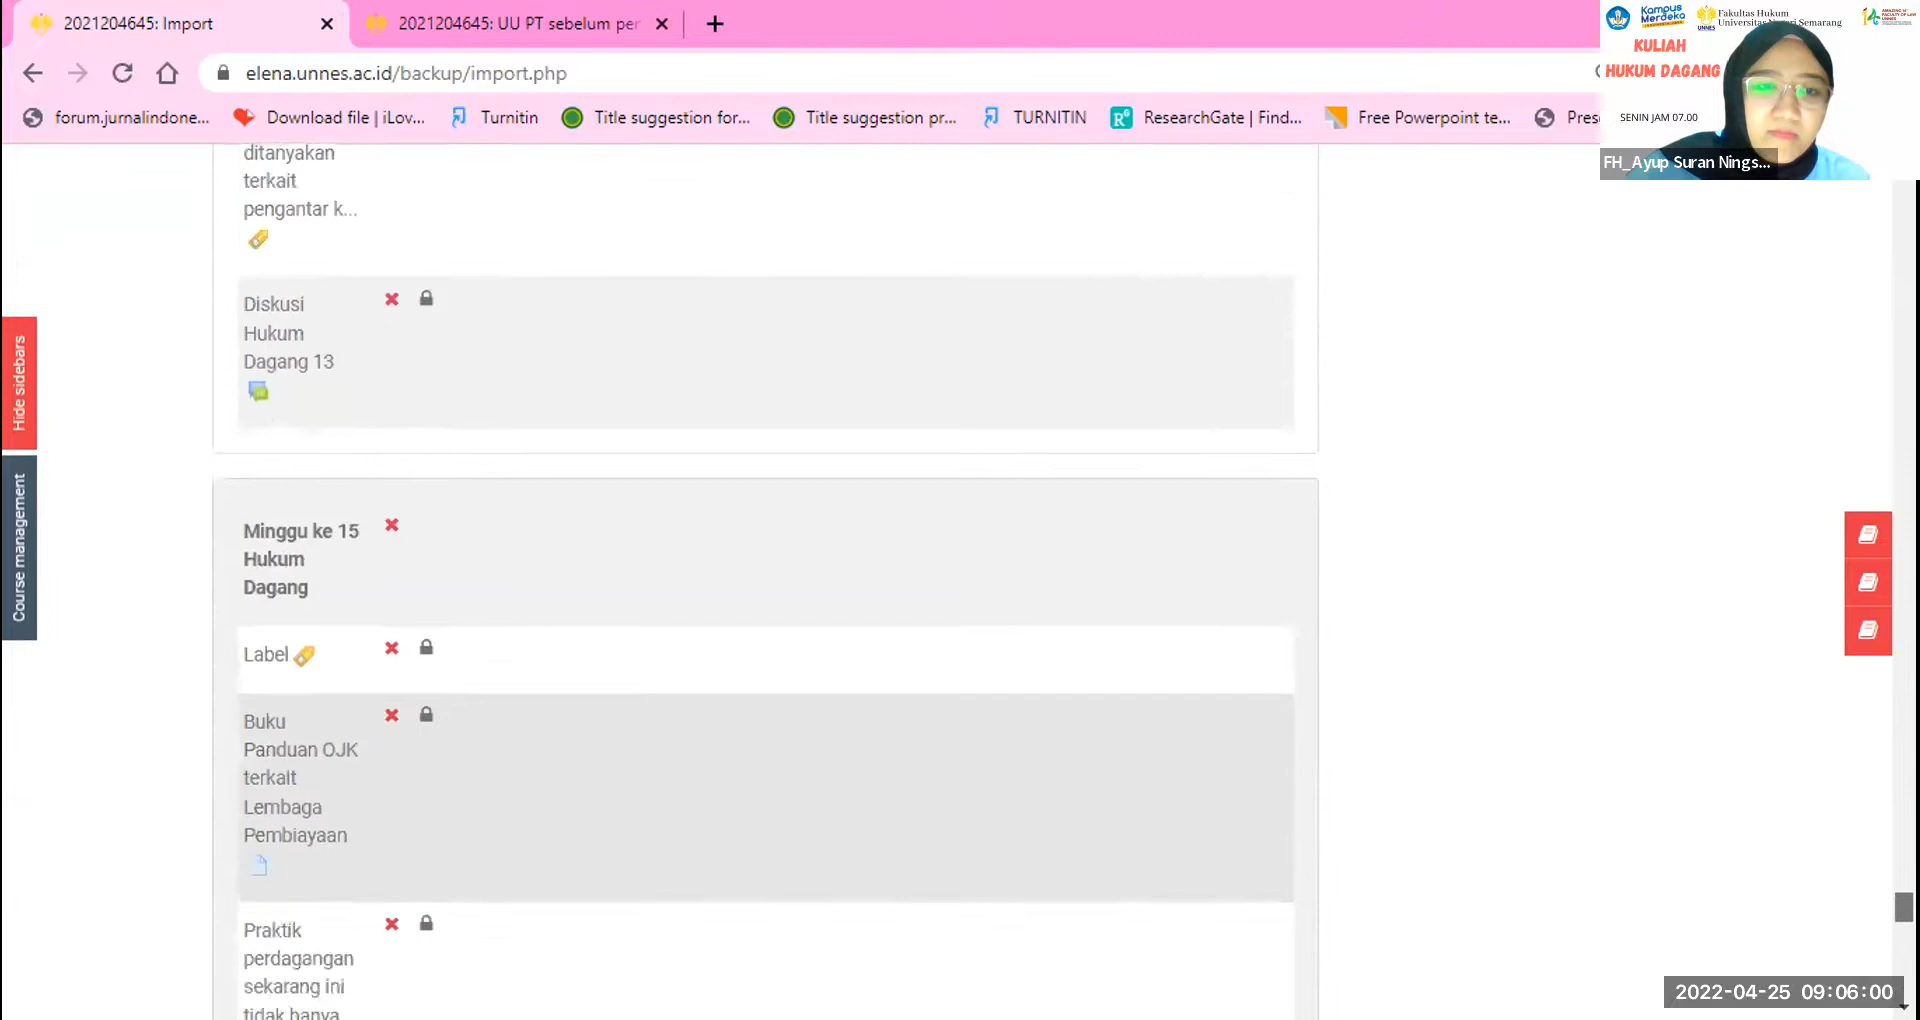 2021204645: Import
2021204645: UU PT sebelum per
elena.unnes.ac.id/backup/import.php
forum.jurnalindone...
Download file | iLov...
Turnitin
Title suggestion for...
Title suggestion pr...
TURNITIN
ResearchGate | Find...
Free Powerpoint te...
Kampus
Merdeka
UNNES
Fakultas Hukum
KULIAH
HUKUM DAGANG
SENIN JAM 07.00
FH_Ayup Suran Nings...
ditanyakan
terkait
pengantar k...
Diskusi
Hukum
Dagang 13
Hide sidebars
Course management
Minggu ke 15
Hukum
Dagang
Label
Buku
Panduan OJK
terkait
Lembaga
Pembiayaan
Praktik
perdagangan
sekarang ini
tidak hanya
2022-04-25 09:06:00